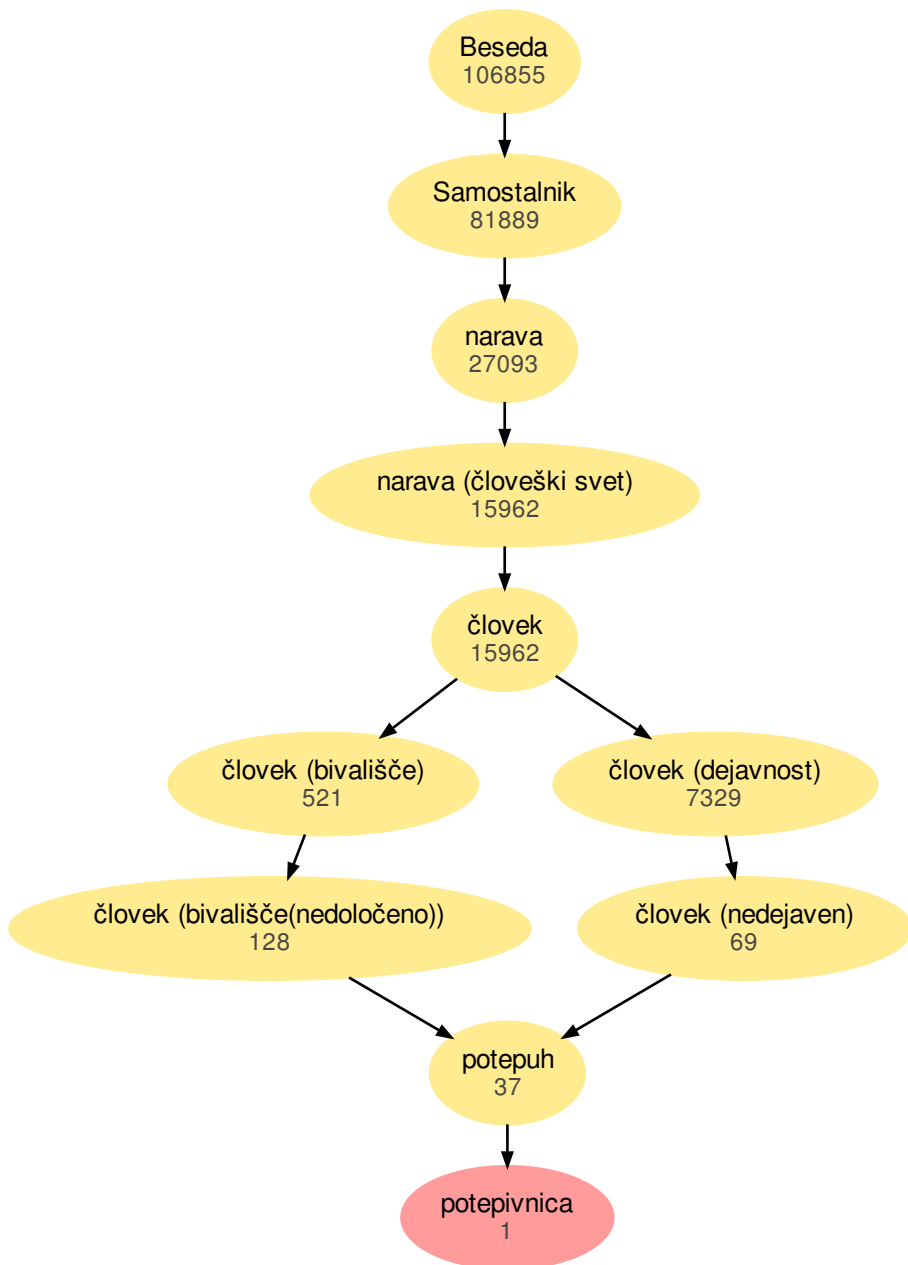 Beseda
106855
Samostalnik
81889
narava
27093
narava (človeški svet)
15962
človek
15962
človek (bivališče)
521
človek (dejavnost)
7329
človek (bivališče(nedoločeno))
128
človek (nedejaven)
69
potepuh
37
potepivnica
1